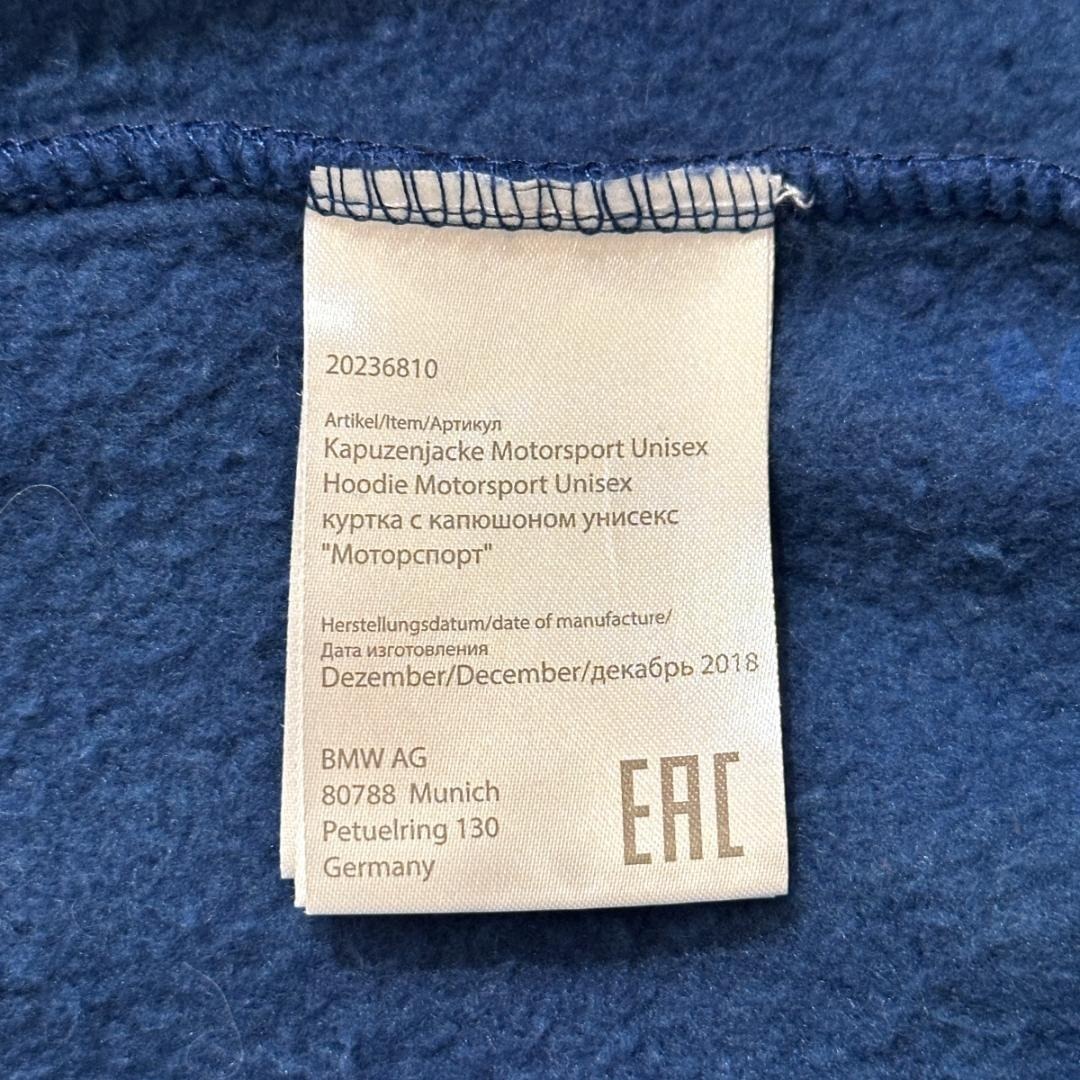 20236810
Artikel/Item/Артикул
Kapuzenjacke Motorsport Unisex
Hoodie Motorsport Unisex
куртка с капюшоном унисекс
"Моторспорт"
Herstellungsdatum/date of manufacture/
Дата изготовления
Dezember/December/декабрь 2018
BMW AG
80788 Munich
Petuelring 130
Germany
EAC